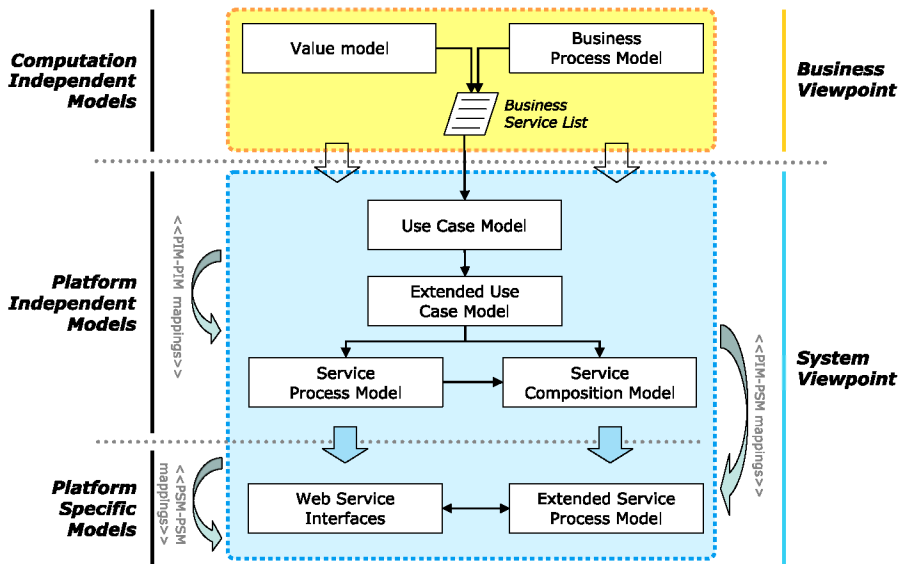 Computation
Independent
Models
Value model
Business
Process Model
Business
Service List
Business
Viewpoint
Use Case Model
<<PIM-PIM mappings>>
Platform
Independent
Models
Extended Use
Case Model
Service
Process Model
Service
Composition Model
System
Viewpoint
<<PIM-PSM mappings>>
Platform
Specific
Models
<<PSM-PSM
mappings>>
Web Service
Interfaces
Extended Service
Process Model